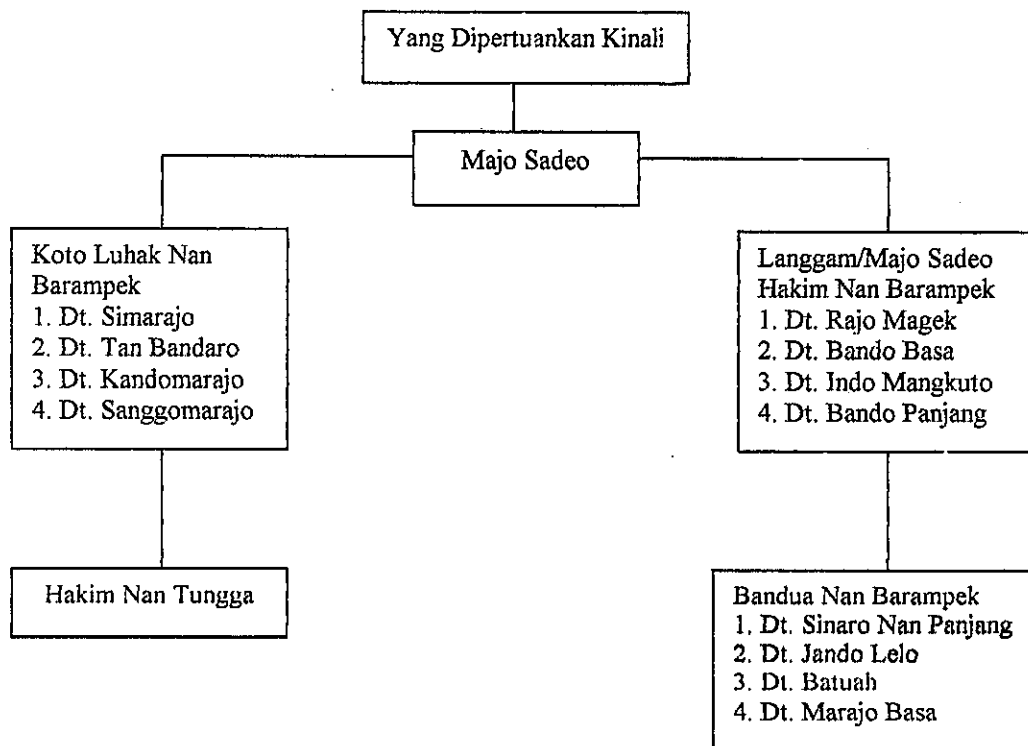 Yang Dipertuankan Kinali
Majo Sadeo
Koto Luhak Nan
Barampek
1. Dt. Simarajo
2. Dt. Tan Bandaro
3. Dt. Kandomarajo
4. Dt. Sanggomarajo
Langgam/Majo Sadeo
Hakim Nan Barampek
1. Dt. Rajo Magek
2. Dt. Bando Basa
3. Dt. Indo Mangkuto
4. Dt. Bando Panjang
Hakim Nan Tungga
Bandua Nan Barampek
1. Dt. Sinaro Nan Panjang
2. Dt. Jando Lelo
3. Dt. Batuah
4. Dt. Marajo Basa